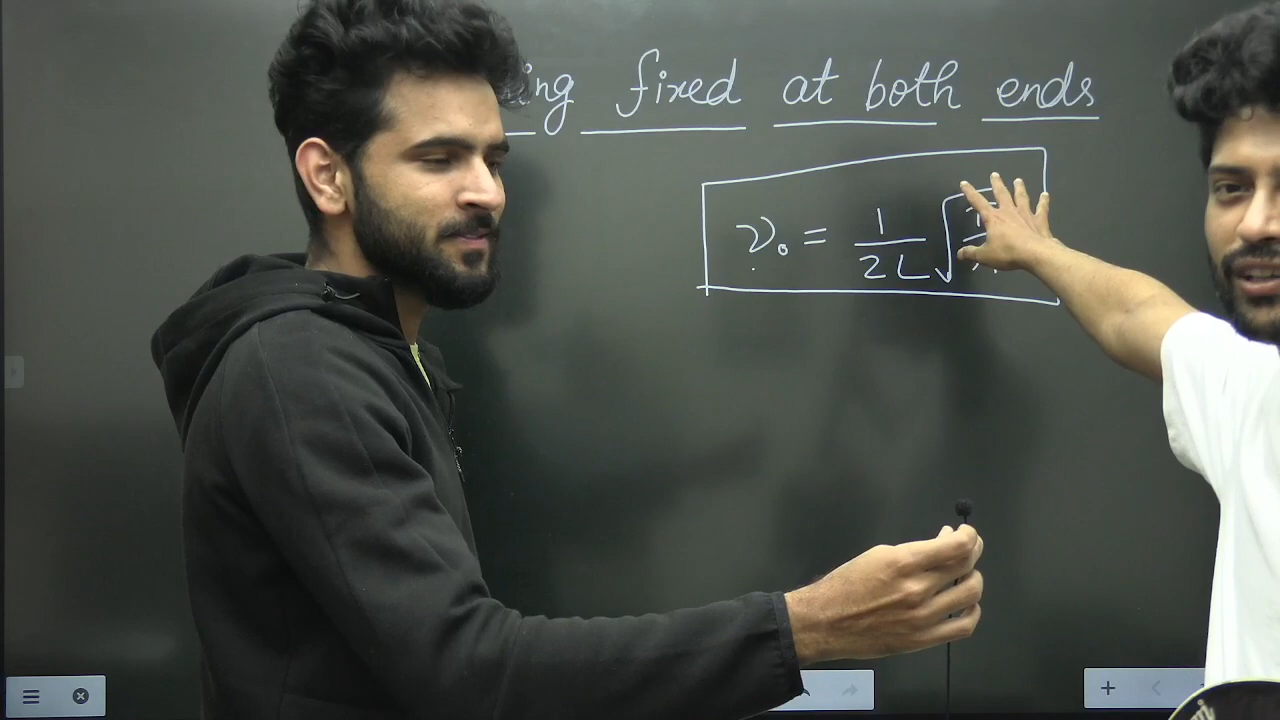 ing fixed at both ends
ν₀ = 1/2L √